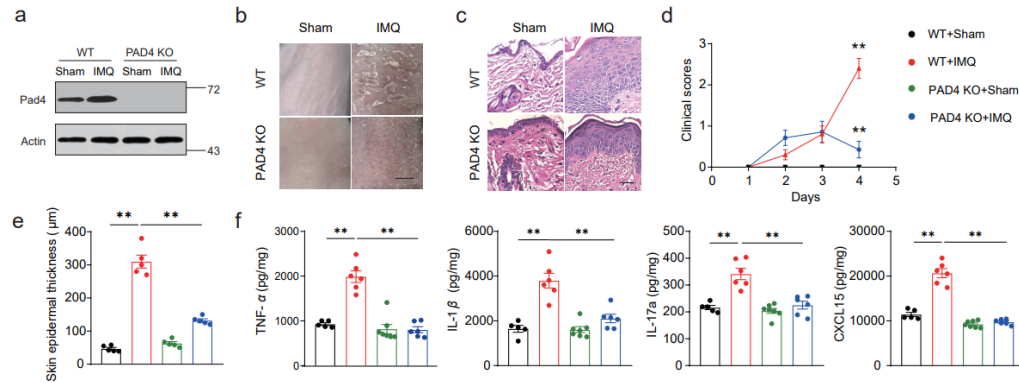 a
WT PAD4 KO
Sham IMQ Sham IMQ
Pad4
72
Actin
43
b
Sham IMQ
WT
PAD4 KO
c
Sham IMQ
WT
PAD4 KO
d
Clinical scores
3
2
1
0
0 1 2 3 4 5
Days
**
**
WT+Sham
WT+IMQ
PAD4 KO+Sham
PAD4 KO+IMQ
e
Skin epidermal thickness (μm)
400
300
200
100
0
** **
f
TNF-α (pg/mg)
3000
2000
1000
0
** **
IL-1β (pg/mg)
6000
4000
2000
0
** **
IL-17a (pg/mg)
500
400
300
200
100
0
** **
CXCL15 (pg/mg)
30000
20000
10000
0
** **